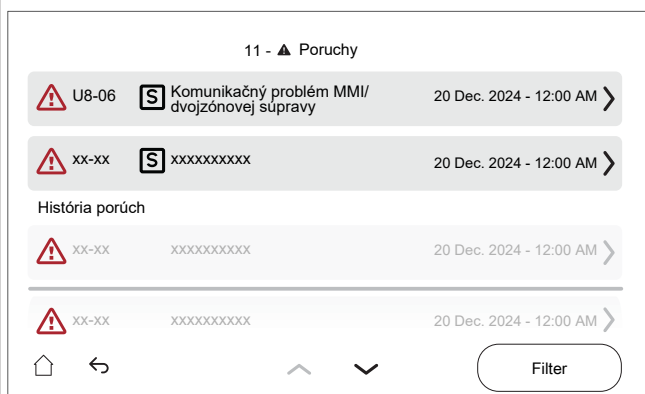 11 - Poruchy
U8-06 S Komunikačný problém MMI/ 20 Dec. 2024 - 12:00 AM
dvojzónovej súpravy
xx-xx S xxxxxxxxxx 20 Dec. 2024 - 12:00 AM
História porúch
xx-xx xxxxxxxxxx 20 Dec. 2024 - 12:00 AM
xx-xx xxxxxxxxxx 20 Dec. 2024 - 12:00 AM
Filter